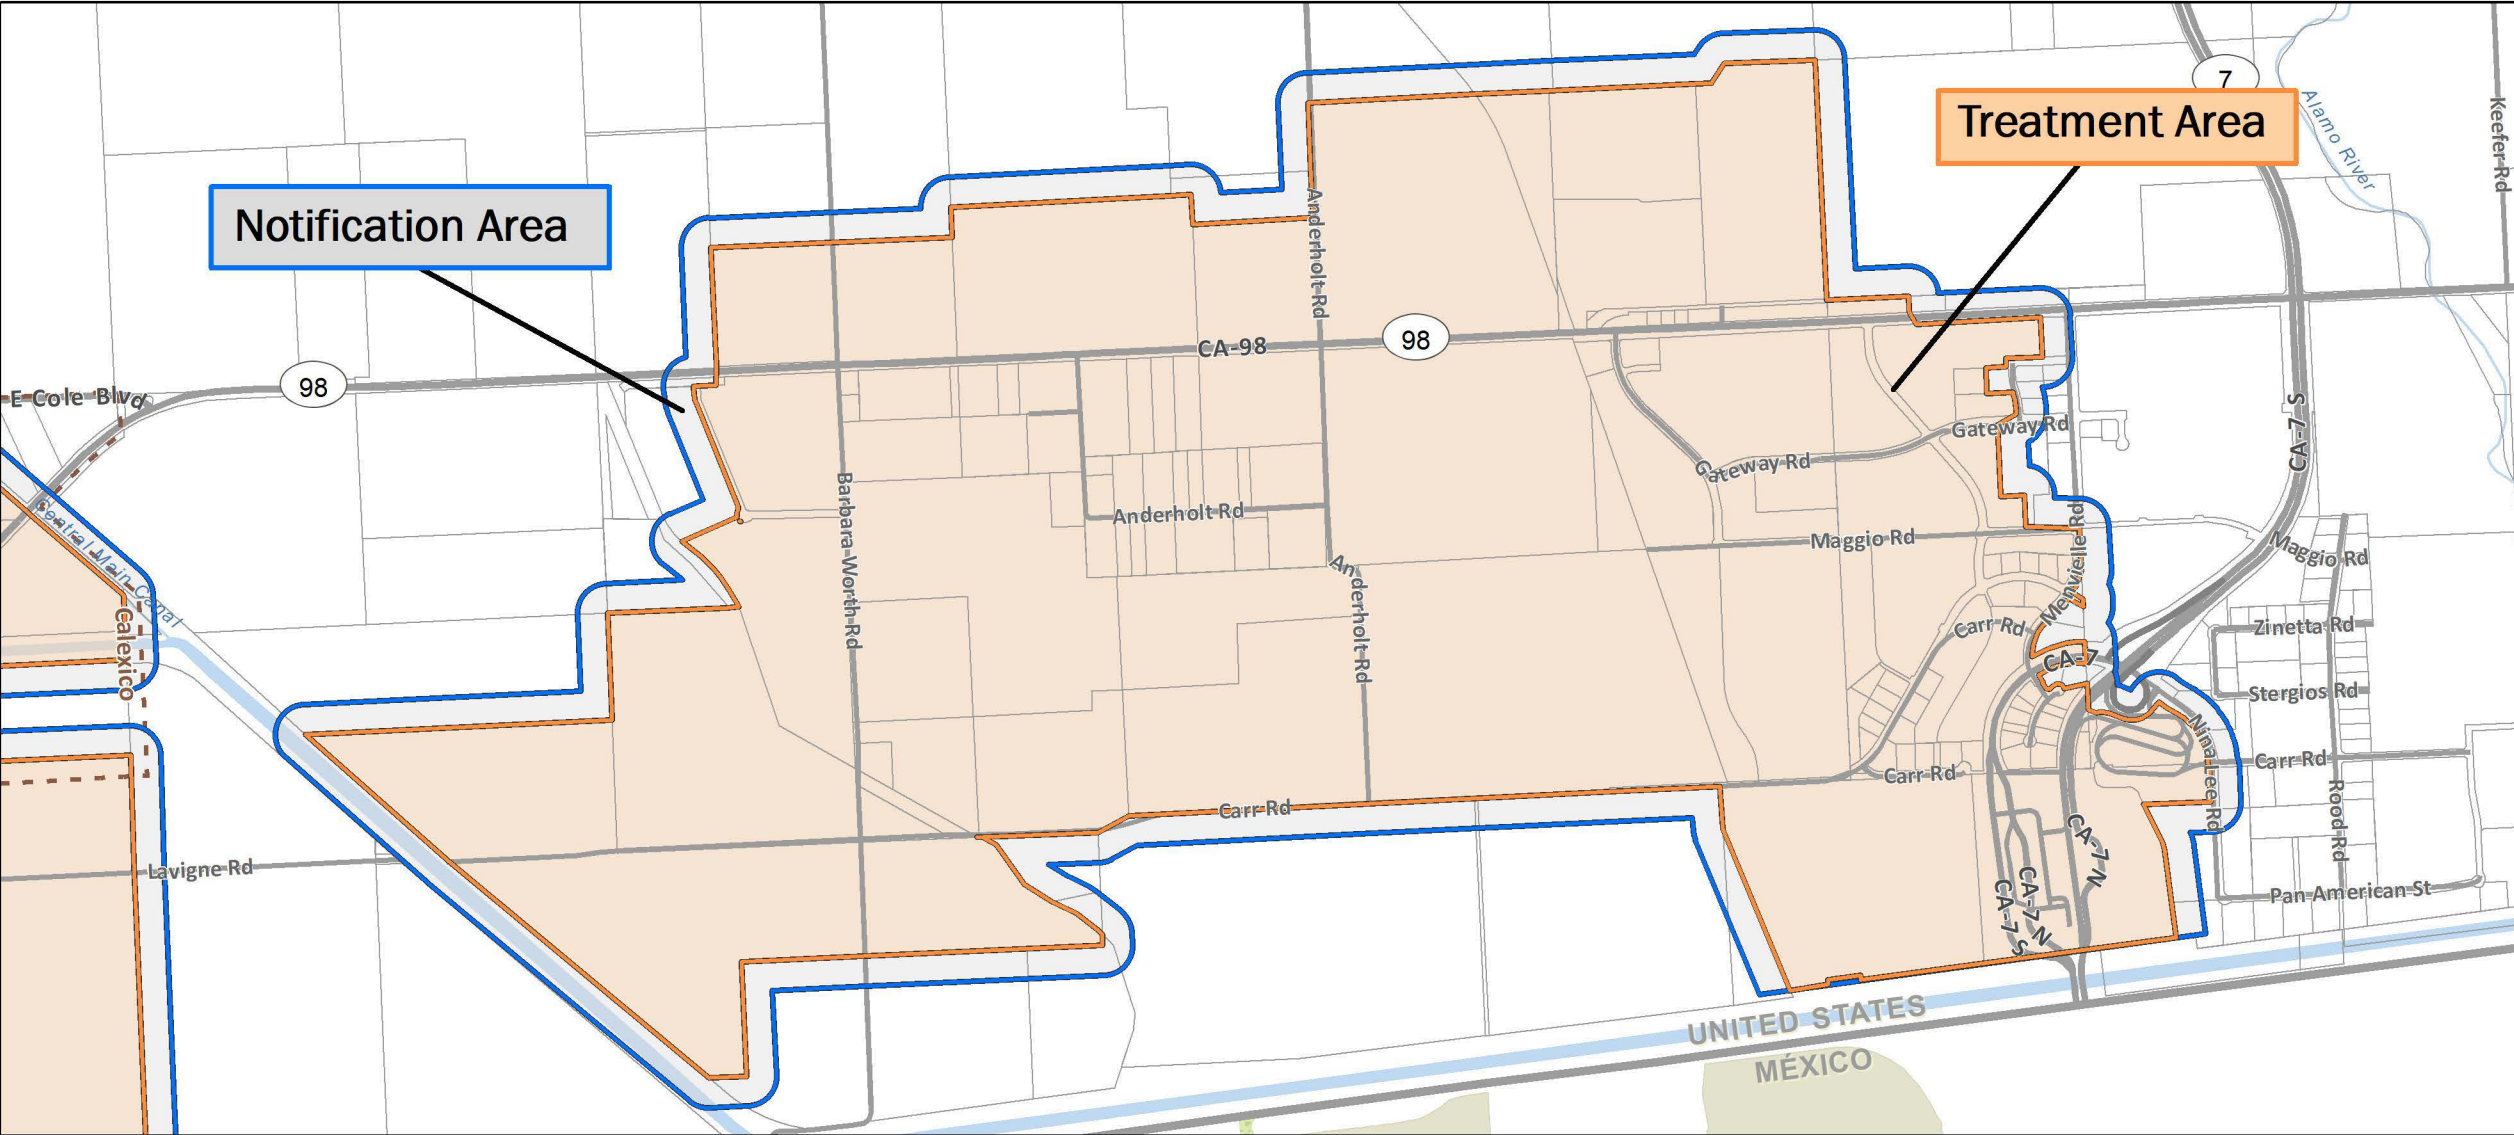 7
Treatment Area
Alamo River
Keefer Rd
Notification Area
Anderholt Rd
CA-98
98
98
E Cole Blvd
CA-7 S
Gateway Rd
Gateway Rd
Central Main Canal
Barbara Worth Rd
Anderholt Rd
Maggio Rd
Menvielle Rd
Maggio Rd
Anderholt Rd
Calexico
Carr Rd
Zinetta Rd
CA-7
Stergios Rd
Nina Lee Rd
Carr Rd
Carr Rd
Carr Rd
Rood Rd
Lavigne Rd
CA-7 N
CA-7 N
CA-7 S
Pan American St
UNITED STATES
MÉXICO